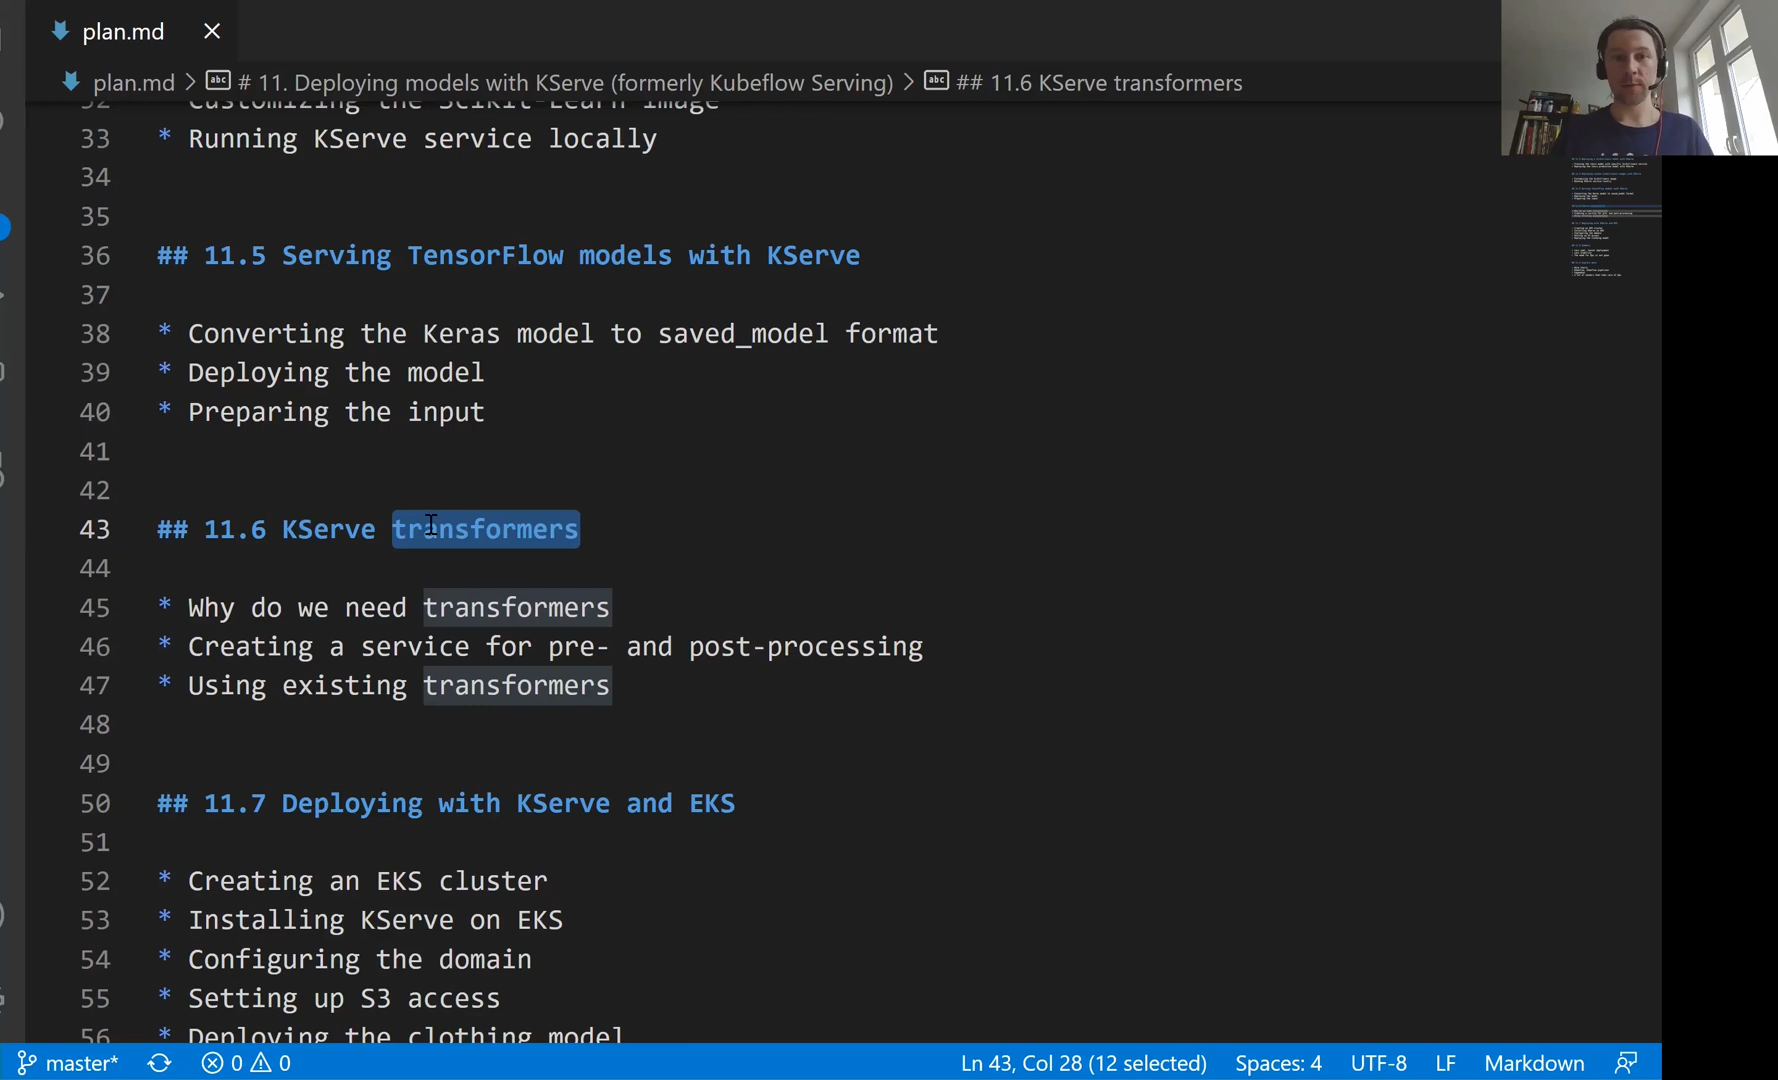 plan.md
plan.md > # 11. Deploying models with KServe (formerly Kubeflow Serving) > ## 11.6 KServe transformers
32 * Customizing the Scikit-Learn image
33 * Running KServe service locally
34
35
36 ## 11.5 Serving TensorFlow models with KServe
37
38 * Converting the Keras model to saved_model format
39 * Deploying the model
40 * Preparing the input
41
42
43 ## 11.6 KServe transformers
44
45 * Why do we need transformers
46 * Creating a service for pre- and post-processing
47 * Using existing transformers
48
49
50 ## 11.7 Deploying with KServe and EKS
51
52 * Creating an EKS cluster
53 * Installing KServe on EKS
54 * Configuring the domain
55 * Setting up S3 access
56 * Deploying the clothing model
master* 0 0 Ln 43, Col 28 (12 selected) Spaces: 4 UTF-8 LF Markdown